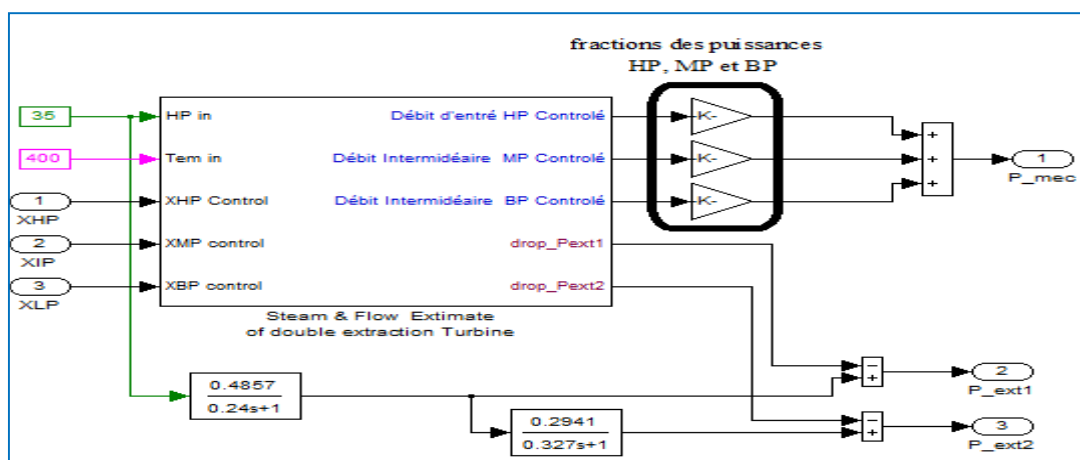 fractions des puissances
HP, MP et BP
35
HP in
Débit d'entré HP Controlé
K-
+
400
Tem in
Débit Intermidéaire MP Controlé
K-
+
1
P_mec
1
XHP
XHP Control
Débit Intermidéaire BP Controlé
K-
+
2
XIP
XMP control
drop_Pext1
3
XLP
XBP control
drop_Pext2
Steam & Flow Extimate
of double extraction Turbine
0.4857
0.24s+1
−
+
2
P_ext1
0.2941
0.327s+1
−
+
3
P_ext2